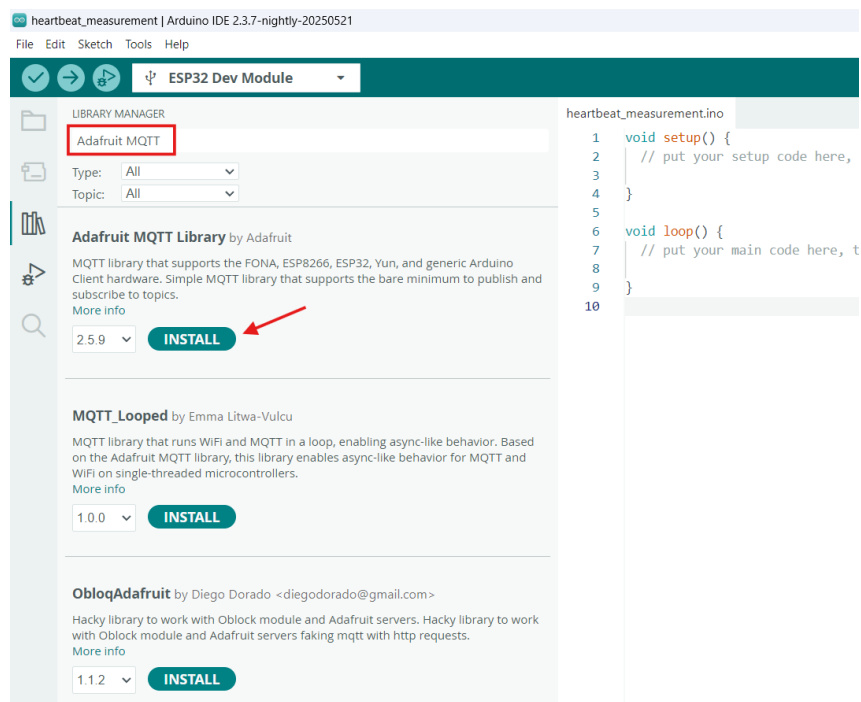 heartbeat_measurement | Arduino IDE 2.3.7-nightly-20250521
File Edit Sketch Tools Help
ESP32 Dev Module
LIBRARY MANAGER
Adafruit MQTT
Type: All
Topic: All
Adafruit MQTT Library by Adafruit
MQTT library that supports the FONA, ESP8266, ESP32, Yun, and generic Arduino
Client hardware. Simple MQTT library that supports the bare minimum to publish and
subscribe to topics.
More info
2.5.9 INSTALL
MQTT_Looped by Emma Litwa-Vulcu
MQTT library that runs WiFi and MQTT in a loop, enabling async-like behavior. Based
on the Adafruit MQTT library, this library enables async-like behavior for MQTT and
WiFi on single-threaded microcontrollers.
More info
1.0.0 INSTALL
ObloqAdafruit by Diego Dorado <diegodorado@gmail.com>
Hacky library to work with Oblock module and Adafruit servers. Hacky library to work
with Oblock module and Adafruit servers faking mqtt with http requests.
More info
1.1.2 INSTALL
heartbeat_measurement.ino
1 void setup() {
2 // put your setup code here,
3
4 }
5
6 void loop() {
7 // put your main code here, t
8
9 }
10